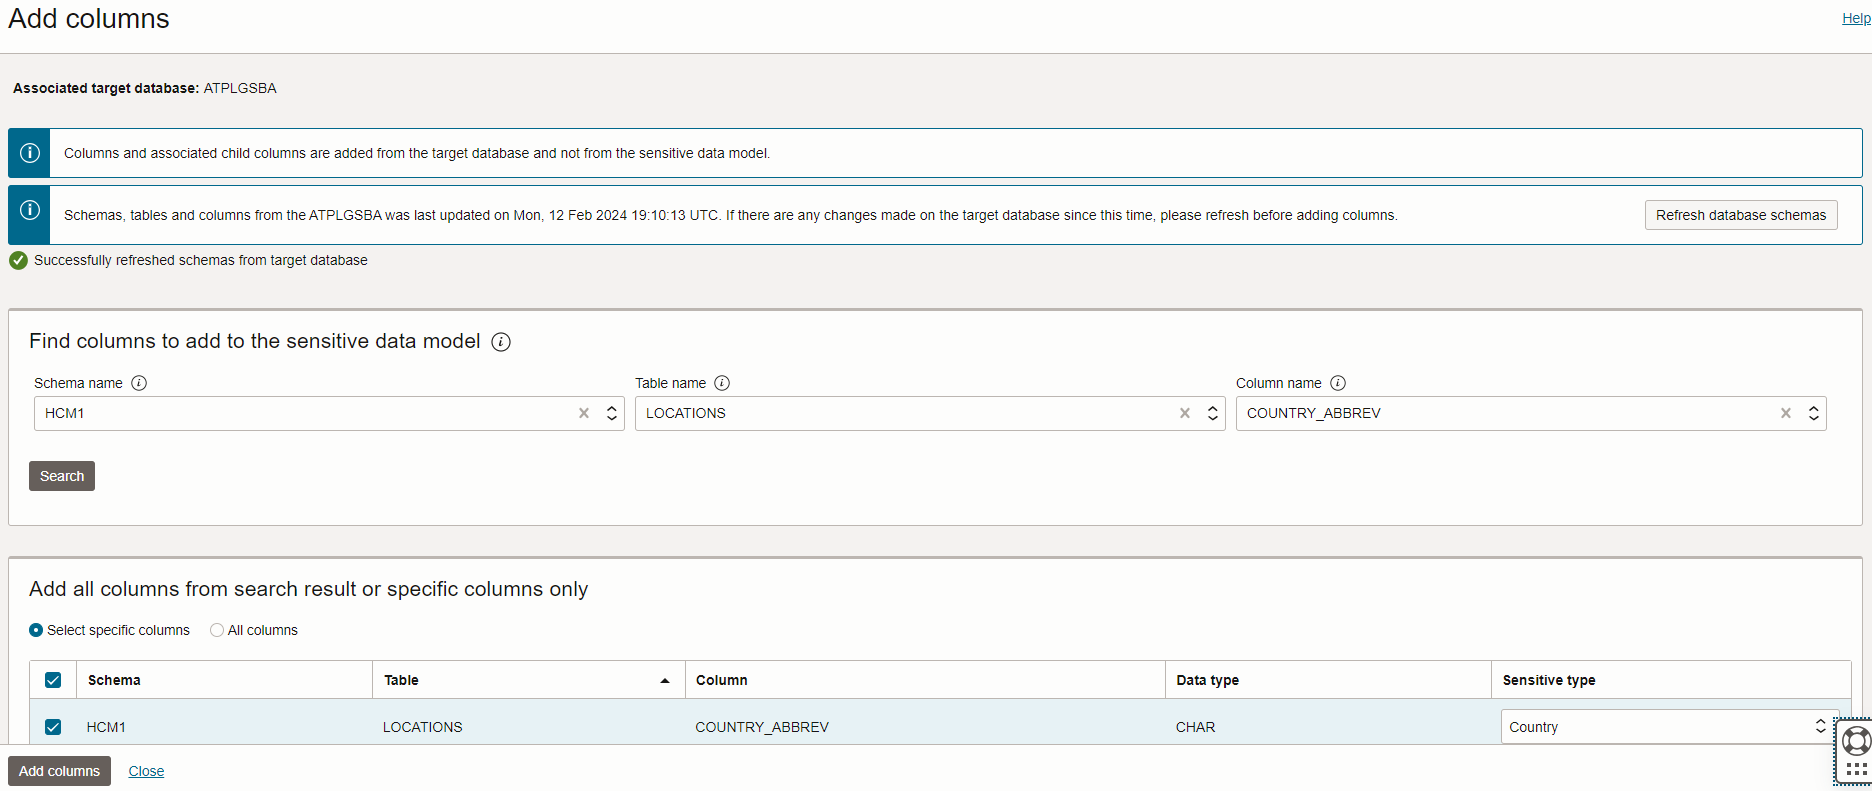 Add columns
Help
Associated target database: ATPLGSBA
Columns and associated child columns are added from the target database and not from the sensitive data model.
Schemas, tables and columns from the ATPLGSBA was last updated on Mon, 12 Feb 2024 19:10:13 UTC. If there are any changes made on the target database since this time, please refresh before adding columns.
Refresh database schemas
Successfully refreshed schemas from target database
Find columns to add to the sensitive data model
Schema name Table name Column name
HCM1 LOCATIONS COUNTRY_ABBREV
Search
Add all columns from search result or specific columns only
Select specific columns All columns
Schema Table Column Data type Sensitive type
HCM1 LOCATIONS COUNTRY_ABBREV CHAR Country
Add columns Close